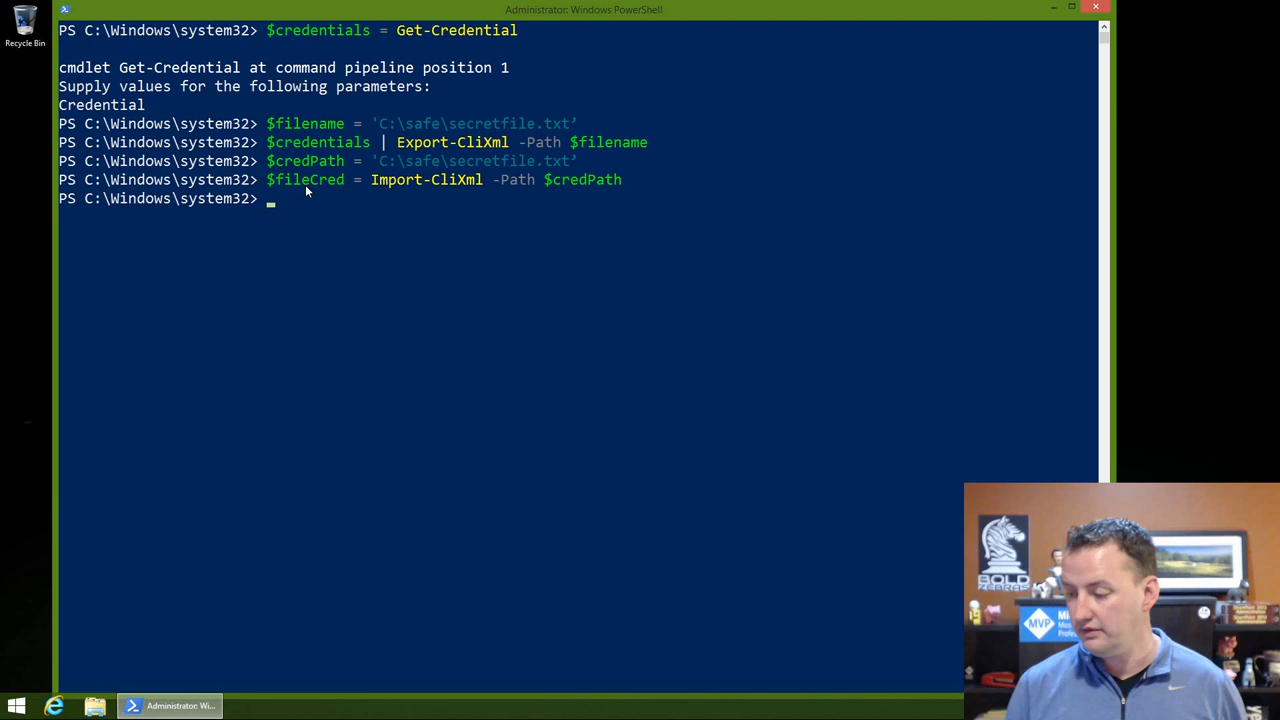 Administrator: Windows PowerShell
PS C:\Windows\system32> $credentials = Get-Credential
cmdlet Get-Credential at command pipeline position 1
Supply values for the following parameters:
Credential
PS C:\Windows\system32> $filename = 'C:\safe\secretfile.txt’
PS C:\Windows\system32> $credentials | Export-CliXml -Path $filename
PS C:\Windows\system32> $credPath = 'C:\safe\secretfile.txt’
PS C:\Windows\system32> $fileCred = Import-CliXml -Path $credPath
PS C:\Windows\system32>
Recycle Bin
BOLD
ZEBRAS
MVP
Administrator: Wi...